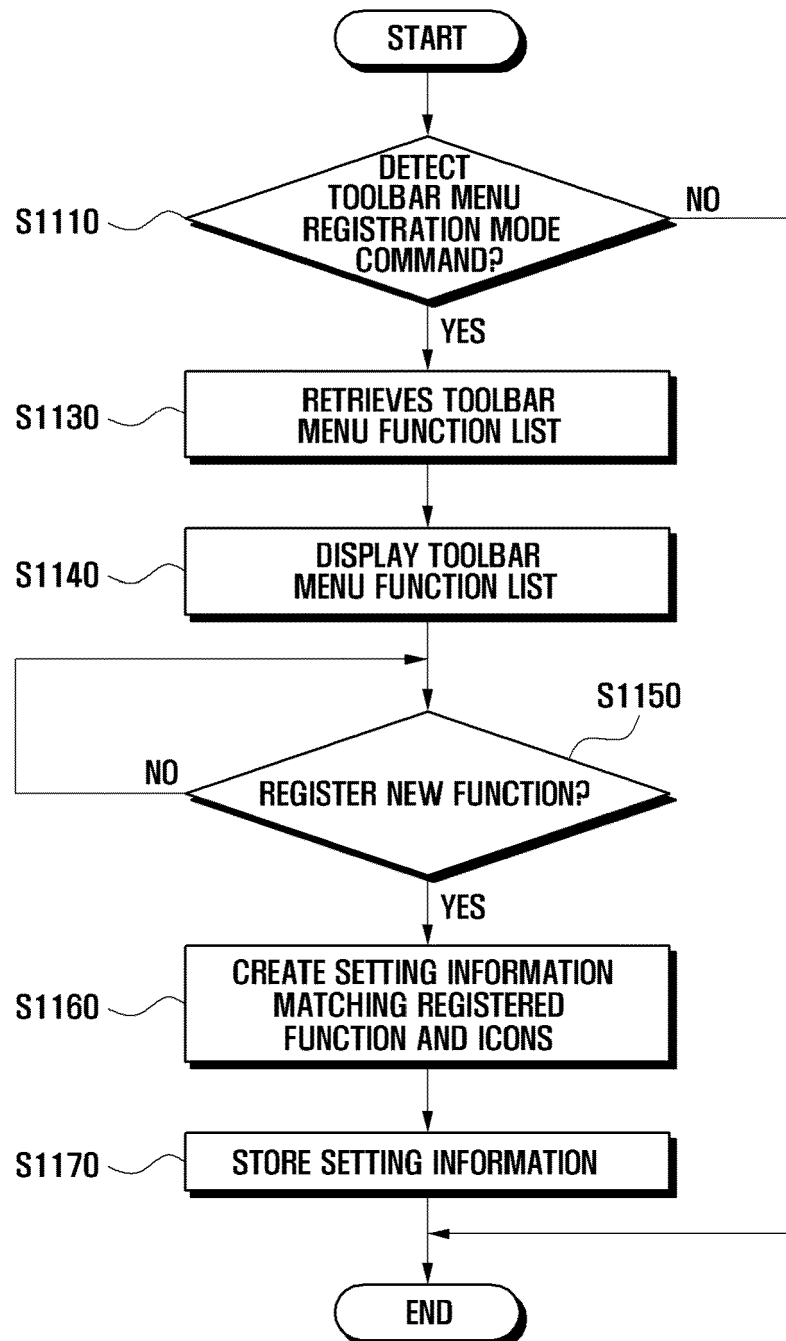 START
DETECT
TOOLBAR MENU
REGISTRATION MODE
COMMAND?
S1110
NO
YES
RETRIEVES TOOLBAR
MENU FUNCTION LIST
S1130
DISPLAY TOOLBAR
MENU FUNCTION LIST
S1140
S1150
NO
REGISTER NEW FUNCTION?
YES
CREATE SETTING INFORMATION
MATCHING REGISTERED
FUNCTION AND ICONS
S1160
S1170
STORE SETTING INFORMATION
END